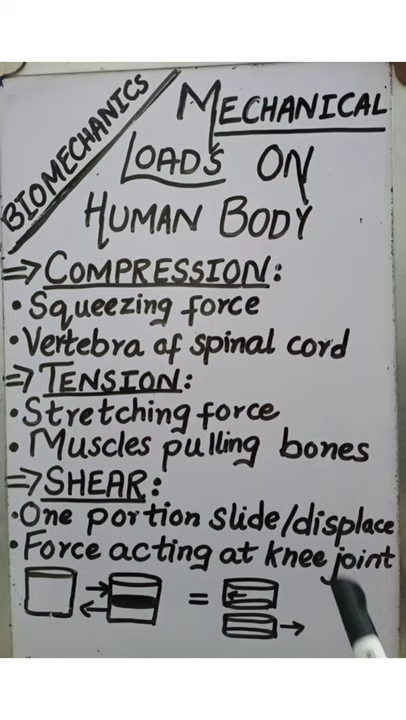 BIOMECHANICS
MECHANICAL
LOADS ON
HUMAN BODY
⇒ COMPRESSION:
• Squeezing force
• Vertebra of spinal cord
⇒ TENSION:
• Stretching force
• Muscles pulling bones
⇒ SHEAR:
• One portion slide/displace
• Force acting at knee joint
=